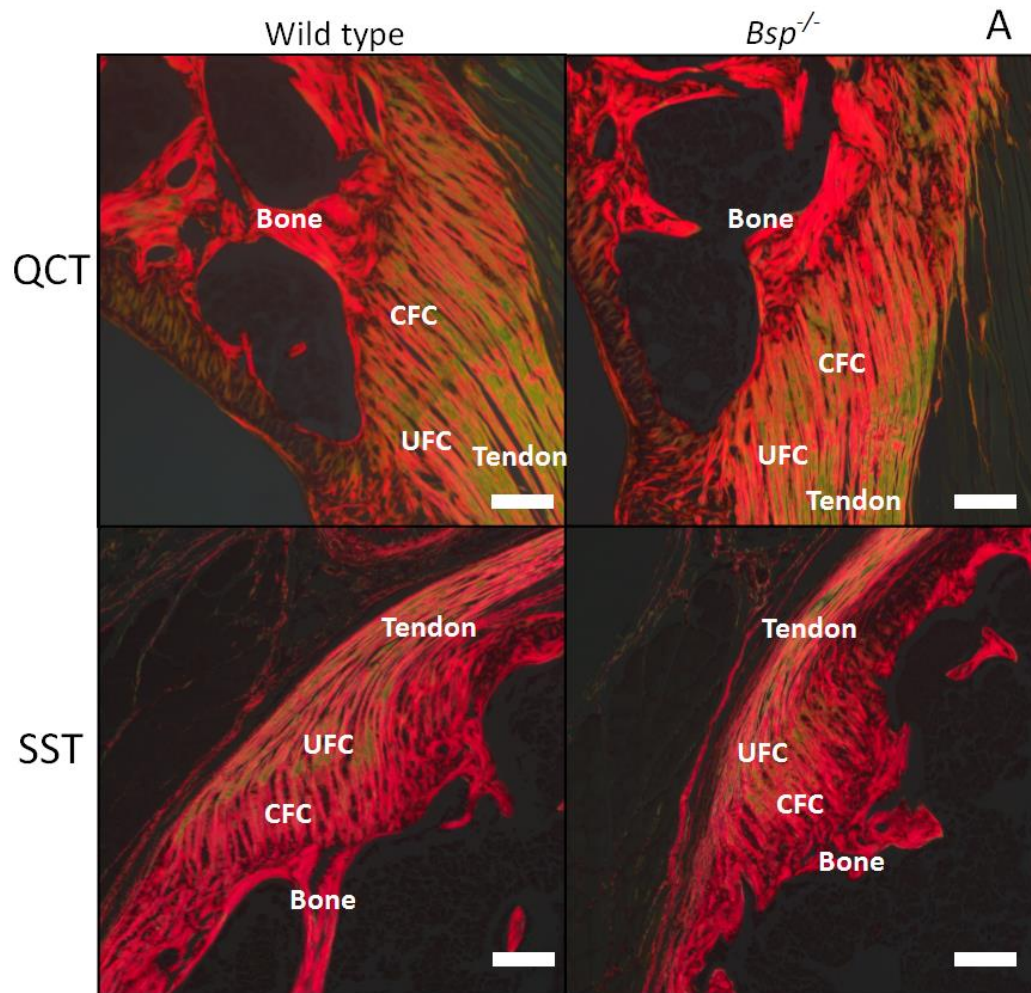 Wild type
Bsp-/-
A
QCT
Bone
CFC
UFC
Tendon
Bone
CFC
UFC
Tendon
SST
Tendon
UFC
CFC
Bone
Tendon
UFC
CFC
Bone